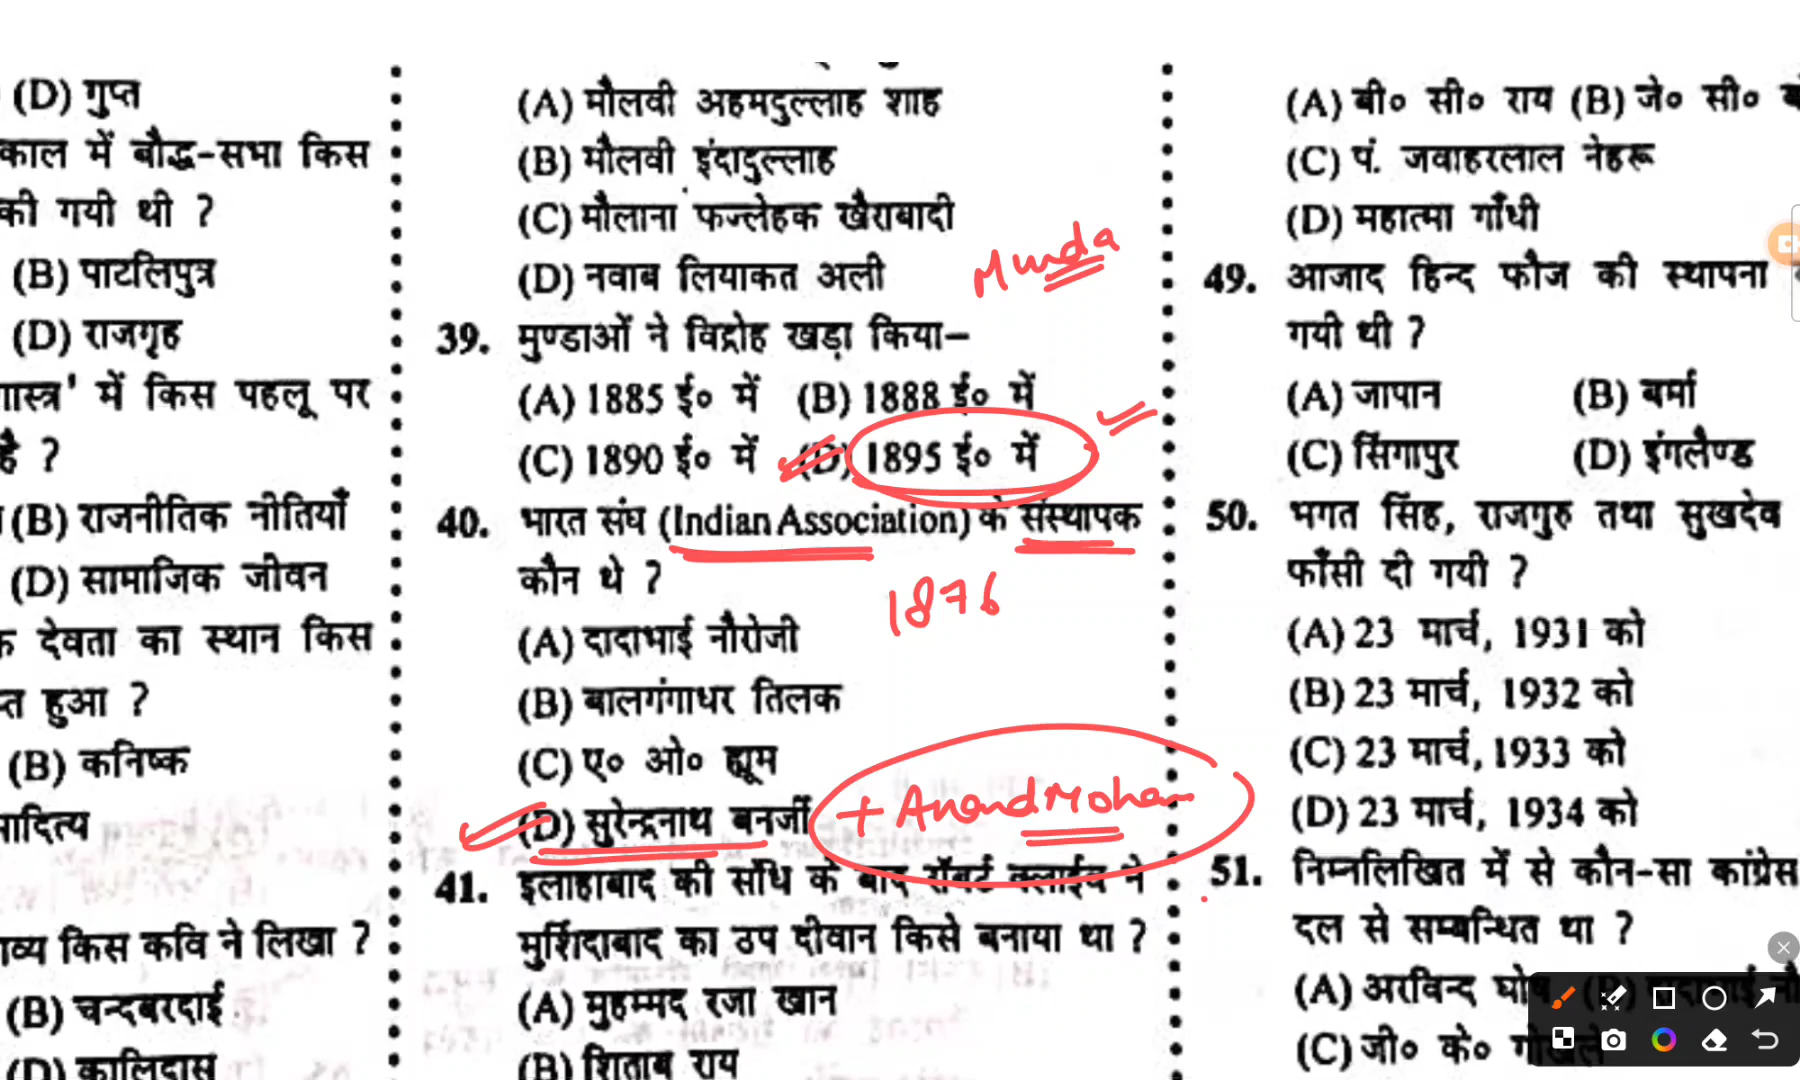 (D) गुप्त
काल में बौद्ध-सभा किस
की गयी थी ?
(B) पाटलिपुत्र
(D) राजगृह
में किस पहलू पर
है ?
(B) राजनीतिक नीतियाँ
(D) सामाजिक जीवन
देवता का स्थान किस
हुआ ?
(B) कनिष्क
किस कवि ने लिखा ?
(B) चन्दबरदाई
(D) कालिदास
(A) मौलवी अहमदुल्लाह शाह
(B) मौलवी इंदादुल्लाह
(C) मौलाना फज्लेहक खैराबादी
(D) नवाब लियाकत अली
Munda
39. मुण्डाओं ने विद्रोह खड़ा किया–
(A) 1885 ई० में (B) 1888 ई० में
(C) 1890 ई० में (D) 1895 ई० में
40. भारत संघ (Indian Association) के संस्थापक
कौन थे ?
1876
(A) दादाभाई नौरोजी
(B) बालगंगाधर तिलक
(C) ए० ओ० ह्यूम
(D) सुरेन्द्रनाथ बनर्जी + Anand Mohan
41. इलाहाबाद की संधि के बाद रॉबर्ट क्लाईव ने
मुर्शिदाबाद का उप दीवान किसे बनाया था ?
(A) मुहम्मद रजा खान
(B) शिताब राय
(A) बी० सी० राय (B) जे० सी०
(C) पं. जवाहरलाल नेहरू
(D) महात्मा गाँधी
49. आजाद हिन्द फौज की स्थापना
गयी थी ?
(A) जापान (B) बर्मा
(C) सिंगापुर (D) इंगलैण्ड
50. भगत सिंह, राजगुरु तथा सुखदेव
फाँसी दी गयी ?
(A) 23 मार्च, 1931 को
(B) 23 मार्च, 1932 को
(C) 23 मार्च, 1933 को
(D) 23 मार्च, 1934 को
51. निम्नलिखित में से कौन-सा कांग्रेस
दल से सम्बन्धित था ?
(A) अरविन्द घोष (B)
(C) जी० के० गोखले